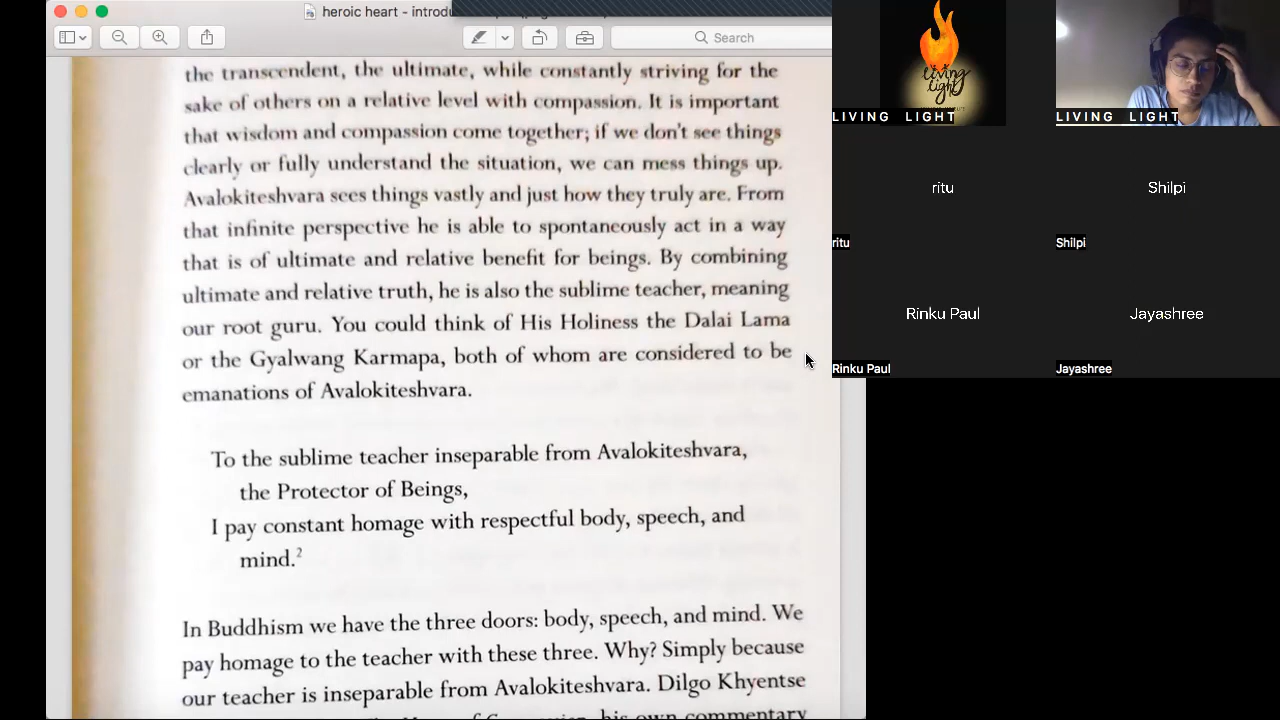 heroic heart - introdu
Search
the transcendent, the ultimate, while constantly striving for the
sake of others on a relative level with compassion. It is important
that wisdom and compassion come together; if we don't see things
clearly or fully understand the situation, we can mess things up.
Avalokiteshvara sees things vastly and just how they truly are. From
that infinite perspective he is able to spontaneously act in a way
that is of ultimate and relative benefit for beings. By combining
ultimate and relative truth, he is also the sublime teacher, meaning
our root guru. You could think of His Holiness the Dalai Lama
or the Gyalwang Karmapa, both of whom are considered to be
emanations of Avalokiteshvara.
To the sublime teacher inseparable from Avalokiteshvara,
the Protector of Beings,
I pay constant homage with respectful body, speech, and
mind.2
In Buddhism we have the three doors: body, speech, and mind. We
pay homage to the teacher with these three. Why? Simply because
our teacher is inseparable from Avalokiteshvara. Dilgo Khyentse
his own commentary
living
light
LIVING LIGHT
LIVING LIGHT
ritu
ritu
Shilpi
Shilpi
Rinku Paul
Rinku Paul
Jayashree
Jayashree